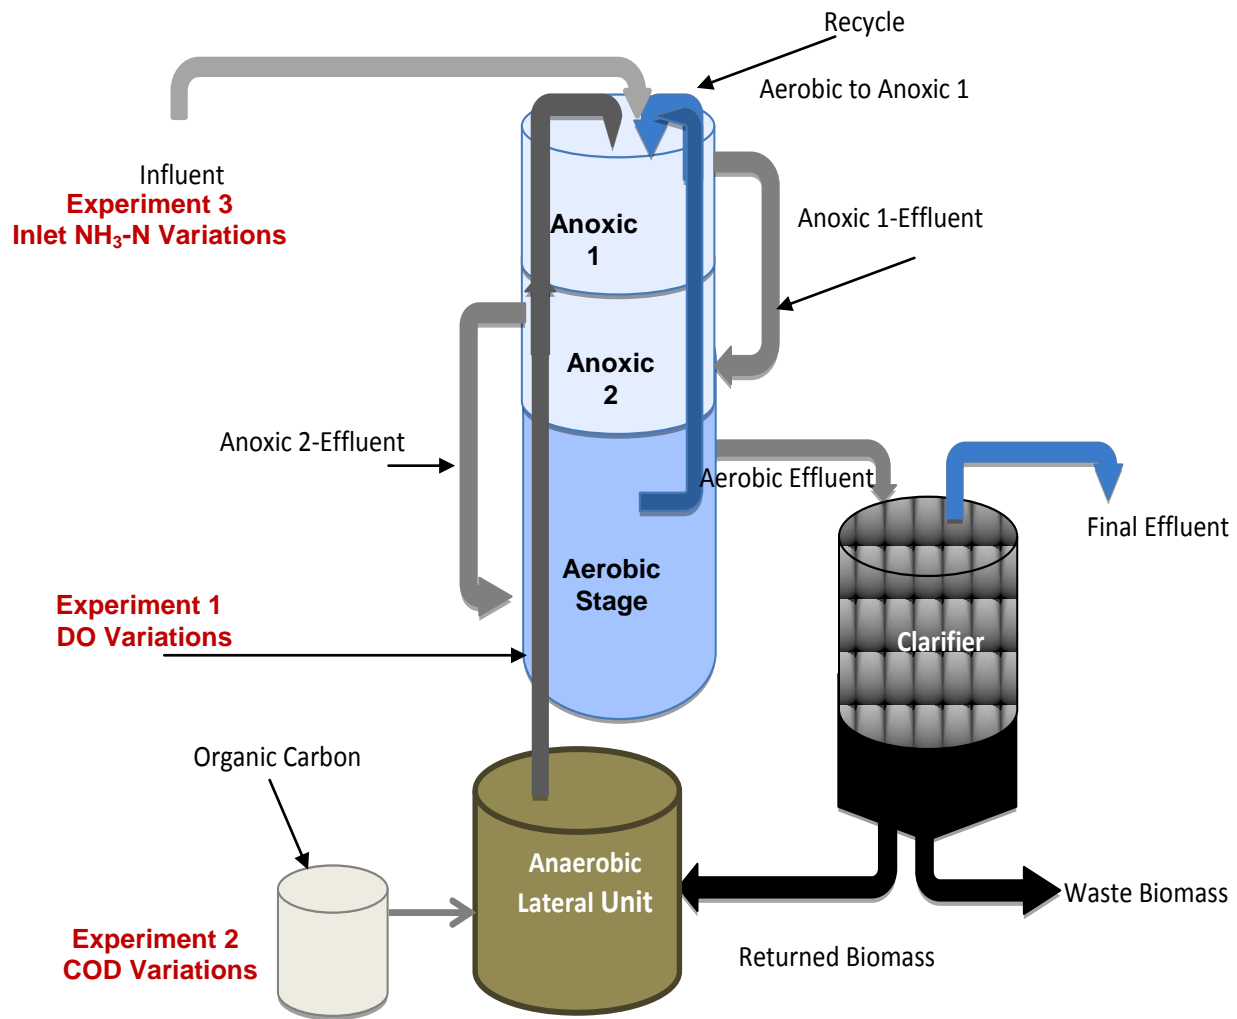 Recycle
Aerobic to Anoxic 1
Influent
Experiment 3
Inlet NH₃-N Variations
Anoxic
1
Anoxic 1-Effluent
Anoxic
2
Anoxic 2-Effluent
Aerobic Effluent
Final Effluent
Aerobic
Stage
Experiment 1
DO Variations
Clarifier
Organic Carbon
Anaerobic
Lateral Unit
Waste Biomass
Experiment 2
COD Variations
Returned Biomass